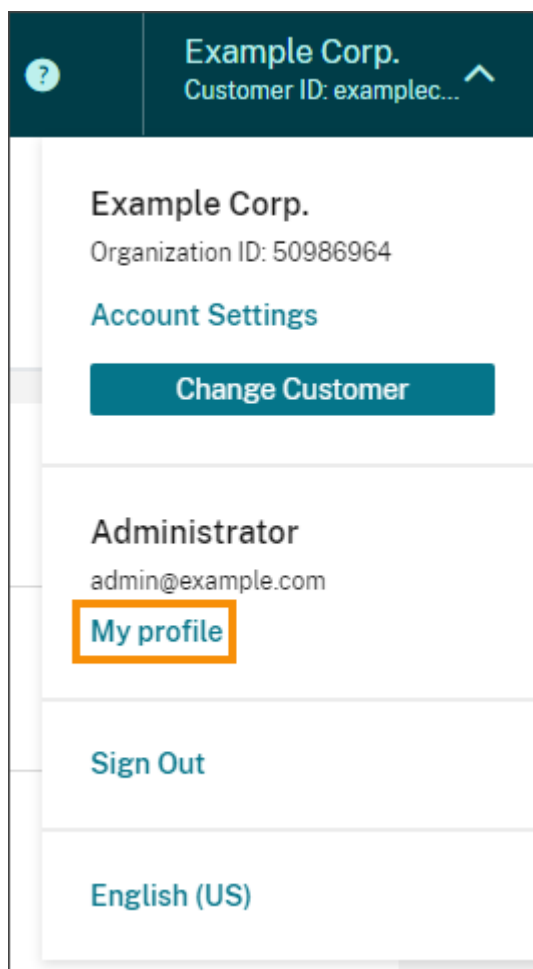 ?
Example Corp.
Customer ID: examplec...
Example Corp.
Organization ID: 50986964
Account Settings
Change Customer
Administrator
admin@example.com
My profile
Sign Out
English (US)